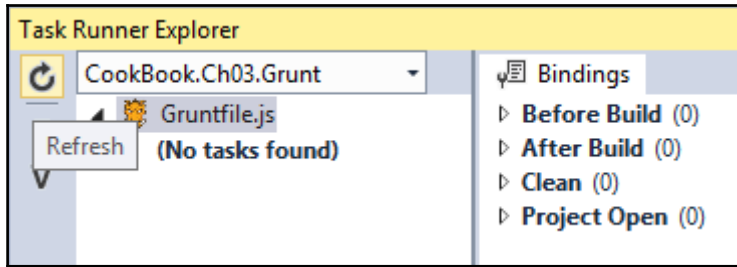 Task Runner Explorer
CookBook.Ch03.Grunt
Gruntfile.js
(No tasks found)
Refresh
V
Bindings
Before Build (0)
After Build (0)
Clean (0)
Project Open (0)